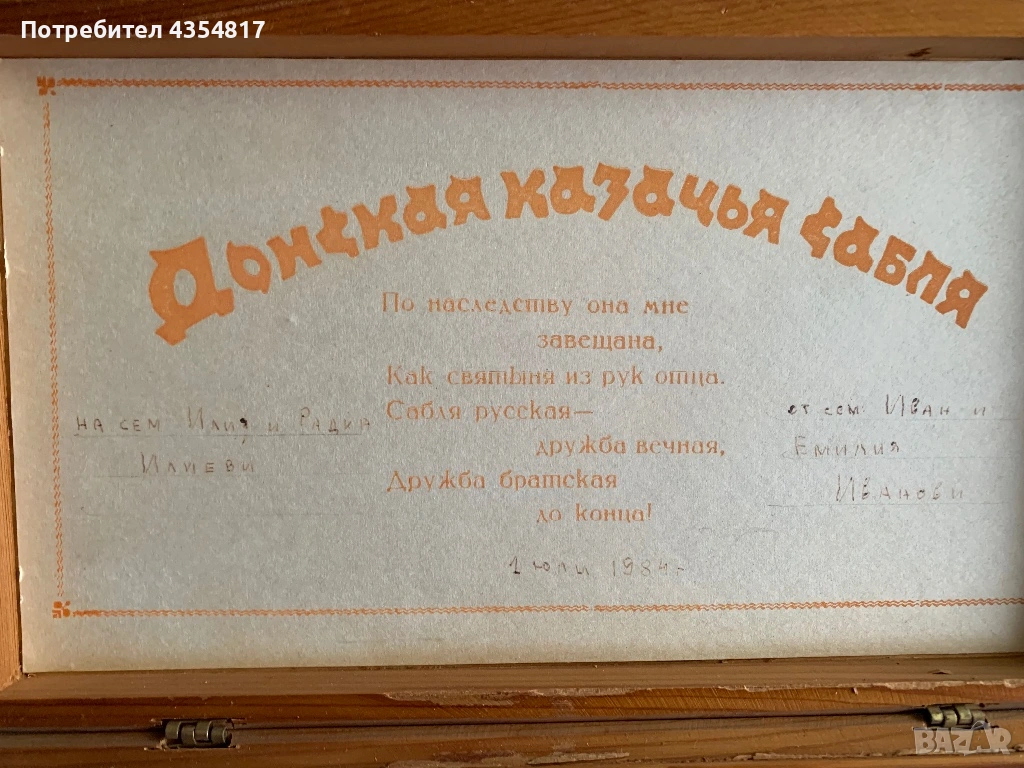 Потребител 4354817
Донская казачья сабля
По наследству она мне
завещана,
Как святыня из рук отца.
Сабля русская—
дружба вечная,
Дружба братская
до конца!
на сем Илия и Радка
Илиеви
от сем Иван и
Емилия
Иванови
1 юли 1984
BAZAR